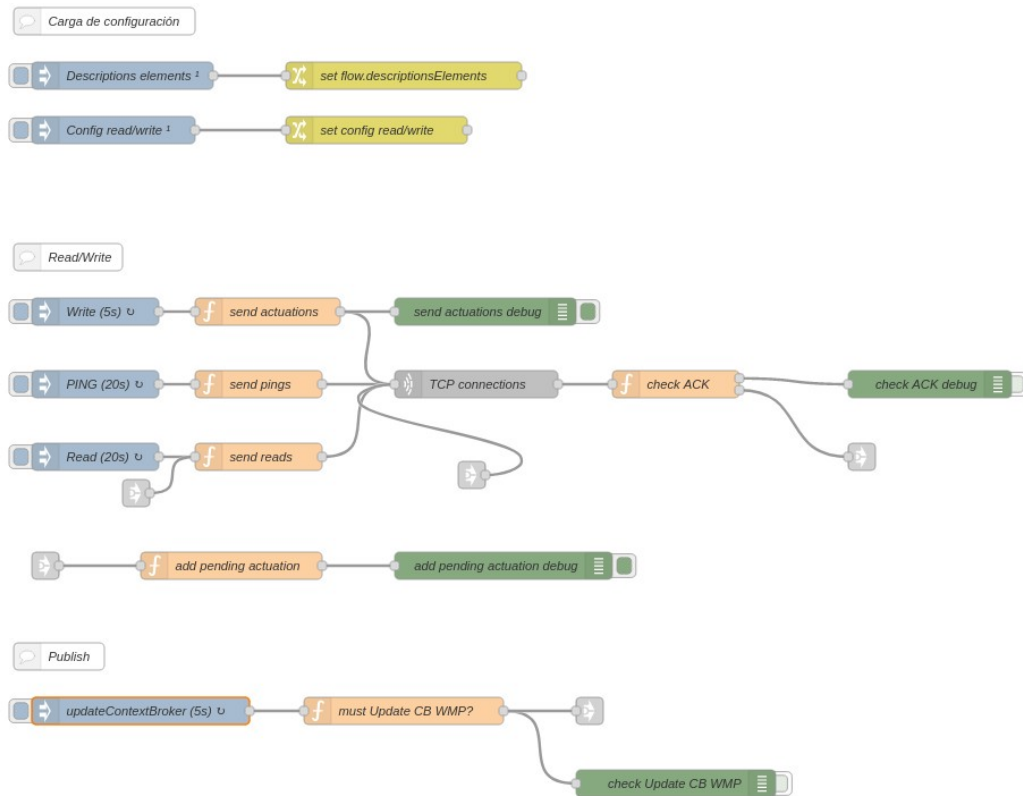 Carga de configuración
Descriptions elements ¹
set flow.descriptionsElements
Config read/write ¹
set config read/write
Read/Write
Write (5s) ↻
send actuations
send actuations debug
PING (20s) ↻
send pings
TCP connections
check ACK
check ACK debug
Read (20s) ↻
send reads
add pending actuation
add pending actuation debug
Publish
updateContextBroker (5s) ↻
must Update CB WMP?
check Update CB WMP